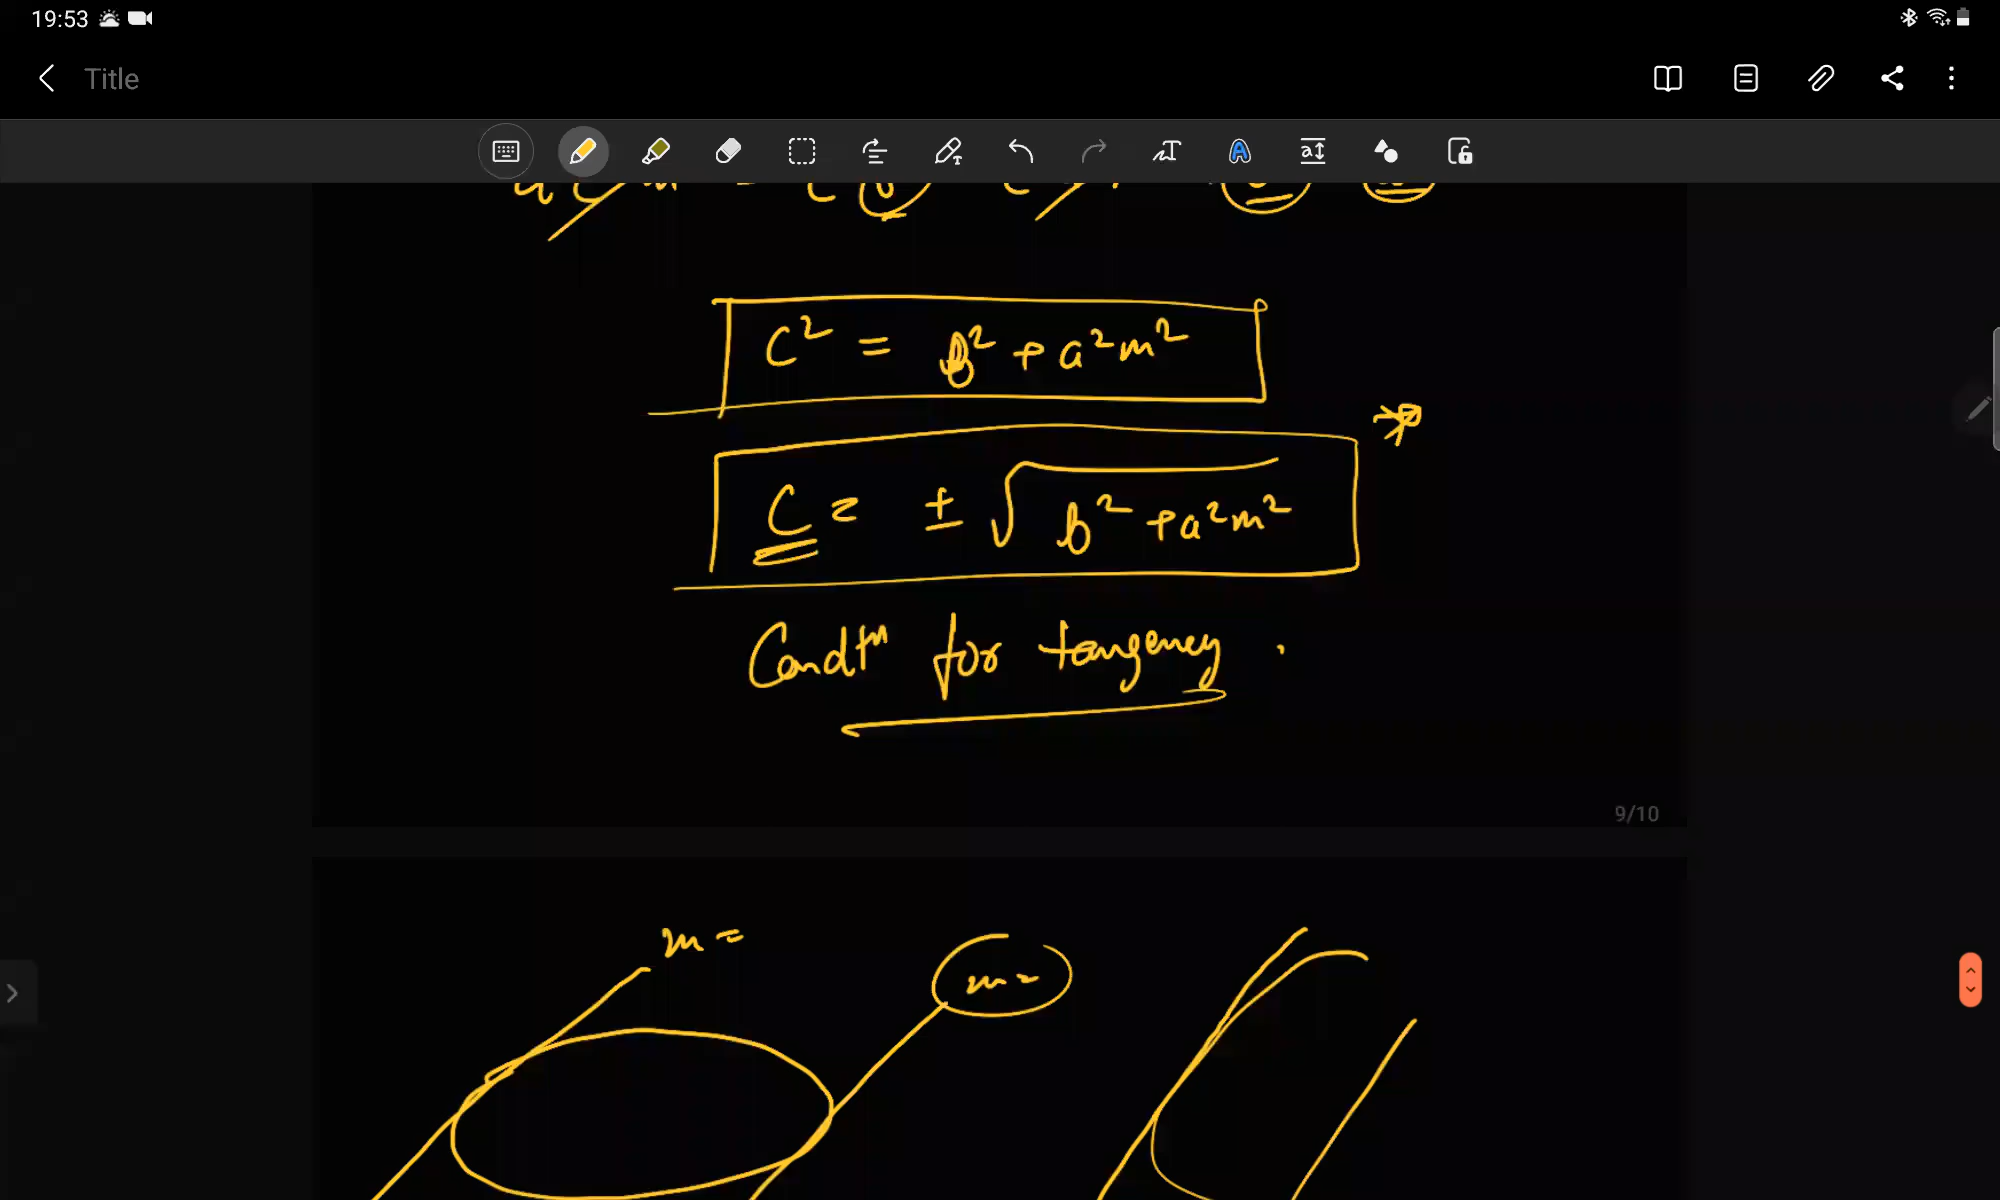 19:53
Title
C² = b² + a²m²
C = ± √b² + a²m²
Condtn for tangency .
9/10
m =
m =